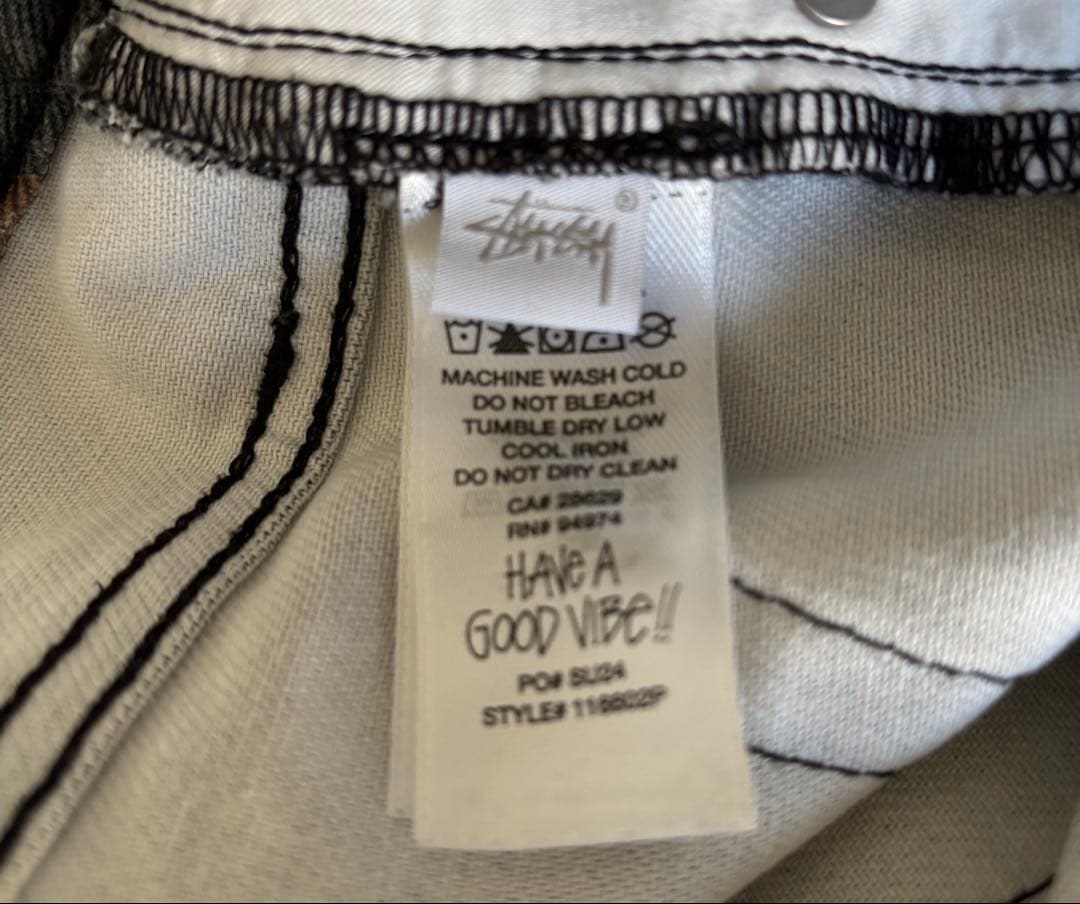 Stüssy ®
MACHINE WASH COLD
DO NOT BLEACH
TUMBLE DRY LOW
COOL IRON
DO NOT DRY CLEAN
CA# 28629
RN# 94974
HAVE A
GOOD VIBE!!
PO# SU24
STYLE#